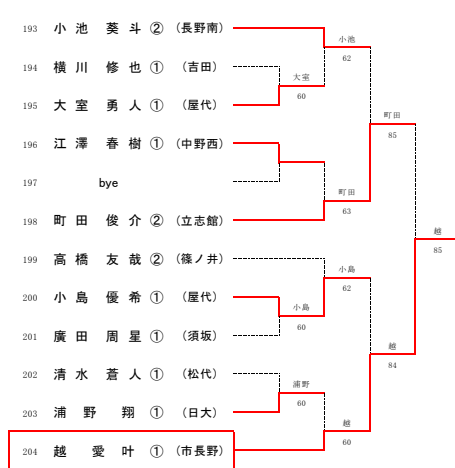 193 小池 葵斗 ② (長野南)
小池
62
194 横川 修也 ① (吉田)
大室
60
195 大室 勇人 ① (屋代)
町田
85
196 江澤 春樹 ① (中野西)
197 bye
町田
63
198 町田 俊介 ② (立志館)
越
85
199 高橋 友哉 ② (篠ノ井)
小島
62
200 小島 優希 ① (屋代)
小島
60
201 廣田 周星 ① (須坂)
越
84
202 清水 蒼人 ① (松代)
浦野
60
203 浦野 翔 ① (日大)
越
60
204 越 愛叶 ① (市長野)